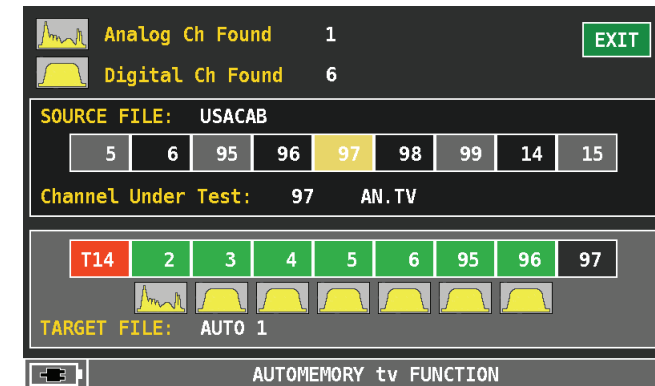 Analog Ch Found 1
EXIT
Digital Ch Found 6
SOURCE FILE: USACAB
5 6 95 96 97 98 99 14 15
Channel Under Test: 97 AN.TV
T14 2 3 4 5 6 95 96 97
TARGET FILE: AUTO 1
AUTOMEMORY tv FUNCTION